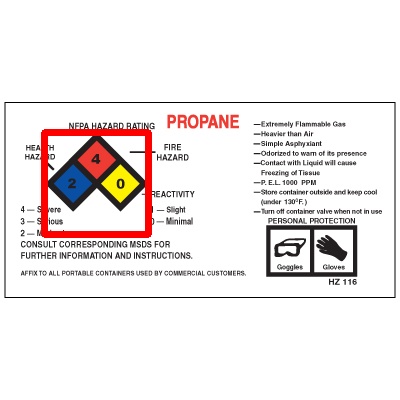 NFPA HAZARD RATING
PROPANE
HEALTH
HAZARD
FIRE
HAZARD
4
2
0
REACTIVITY
4 — Severe
3 — Serious
2 —
1 — Slight
0 — Minimal
CONSULT CORRESPONDING MSDS FOR
FURTHER INFORMATION AND INSTRUCTIONS.
AFFIX TO ALL PORTABLE CONTAINERS USED BY COMMERCIAL CUSTOMERS.
—Extremely Flammable Gas
—Heavier than Air
—Simple Asphyxiant
—Odorized to warn of its presence
—Contact with Liquid will cause
Freezing of Tissue
—P.E.L. 1000 PPM
—Store container outside and keep cool
(under 130°F.)
—Turn off container valve when not in use
PERSONAL PROTECTION
Goggles
Gloves
HZ 116